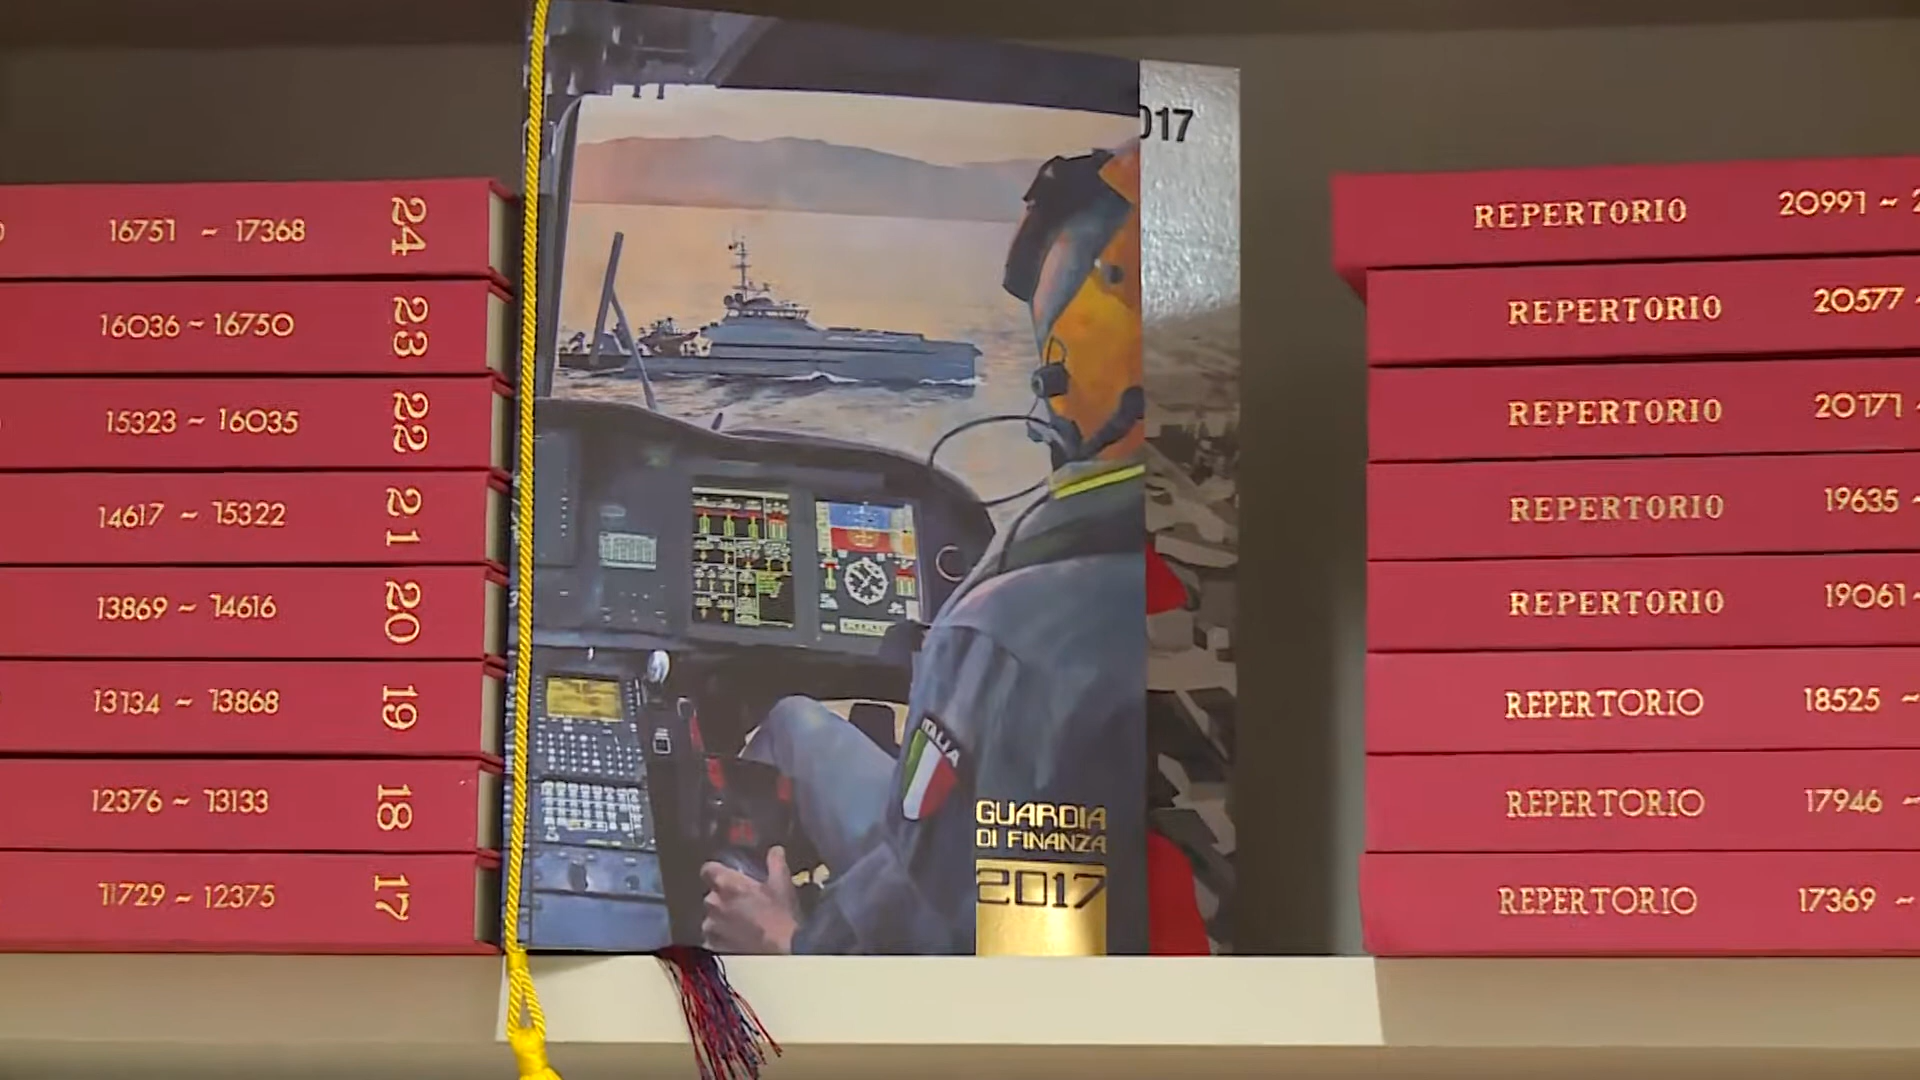 16751 ~ 17368 24
16036 ~ 16750 23
15323 ~ 16035 22
14617 ~ 15322 21
13869 ~ 14616 20
13134 ~ 13868 19
12376 ~ 13133 18
11729 ~ 12375 17
017
ITALIA
GUARDIA
DI FINANZA
2017
REPERTORIO 20991 ~ 2
REPERTORIO 20577
REPERTORIO 20171
REPERTORIO 19635
REPERTORIO 19061
REPERTORIO 18525 ~
REPERTORIO 17946 ~
REPERTORIO 17369 ~